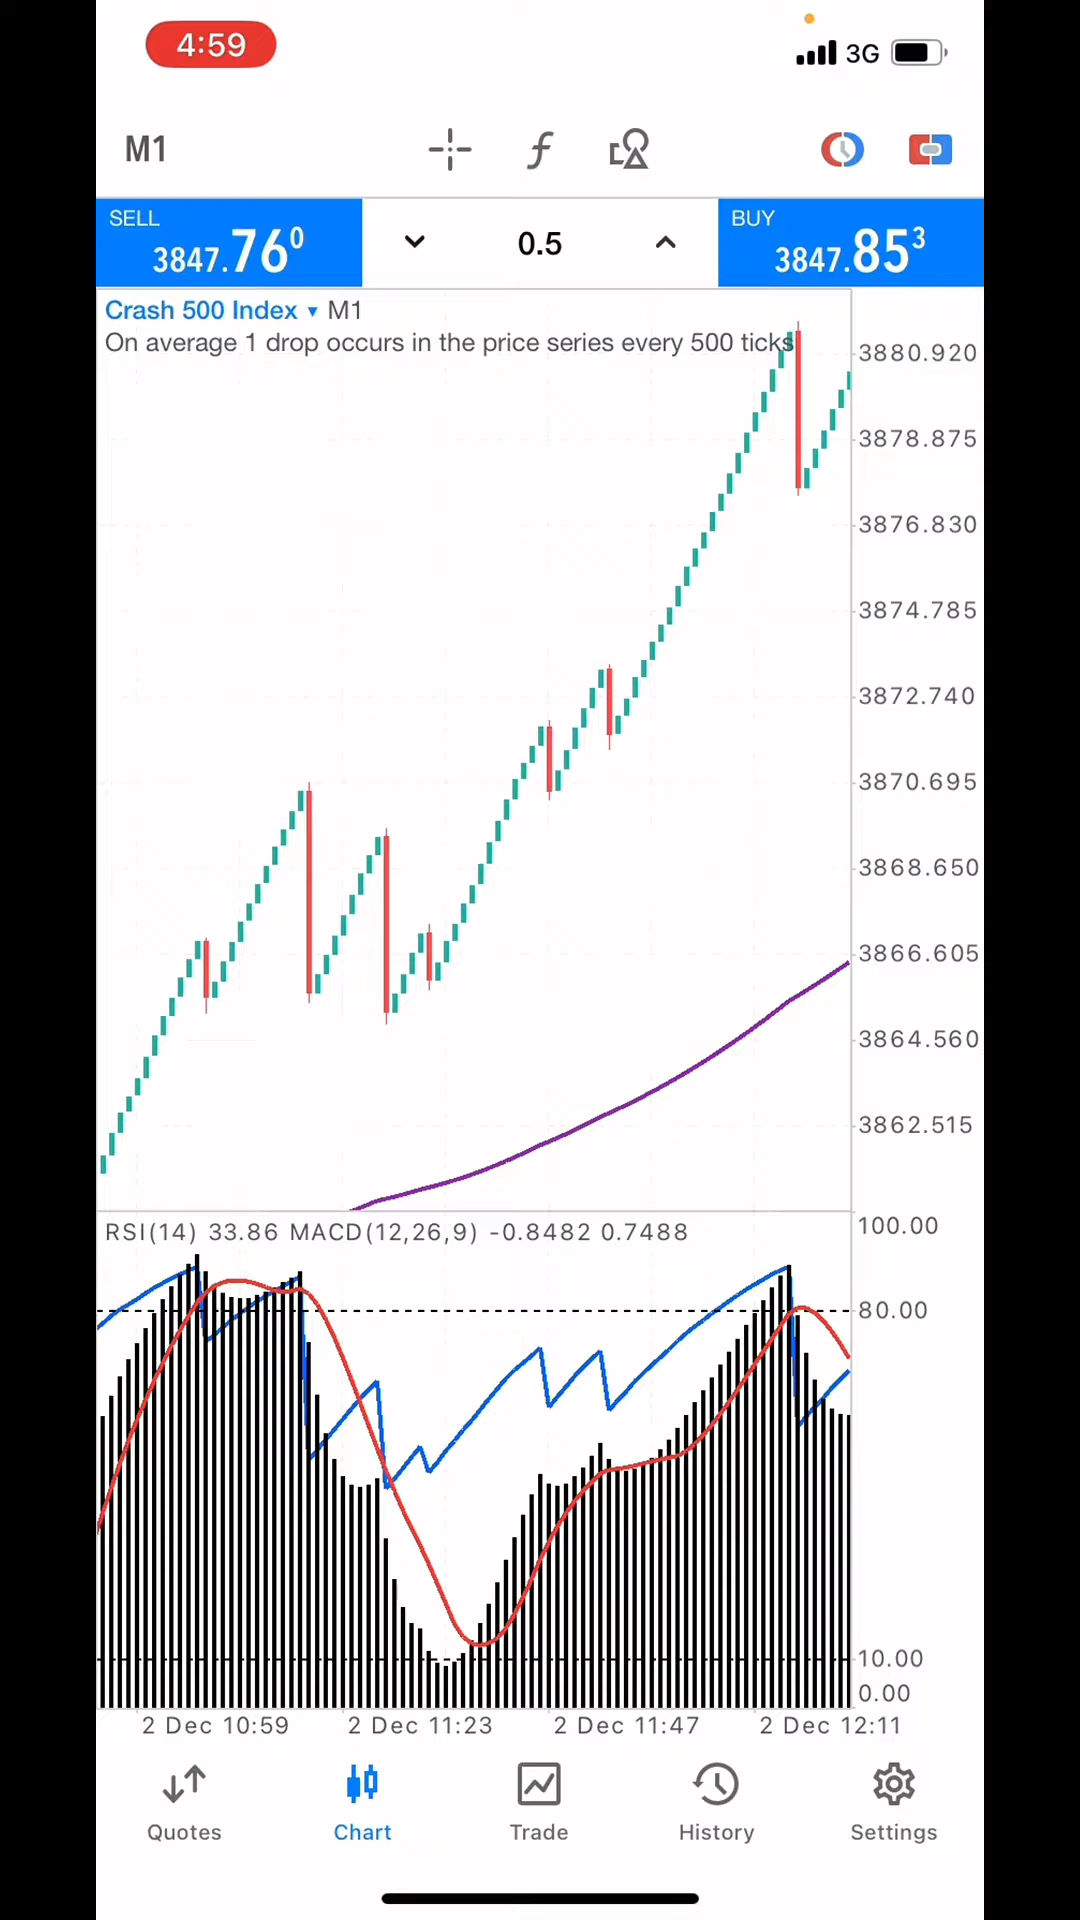 4:59
3G
M1
SELL
3847.76⁰
0.5
BUY
3847.85³
Crash 500 Index ▾ M1
On average 1 drop occurs in the price series every 500 ticks
3880.920
3878.875
3876.830
3874.785
3872.740
3870.695
3868.650
3866.605
3864.560
3862.515
RSI(14) 33.86 MACD(12,26,9) -0.8482 0.7488
100.00
80.00
10.00
0.00
2 Dec 10:59 2 Dec 11:23 2 Dec 11:47 2 Dec 12:11
Quotes Chart Trade History Settings